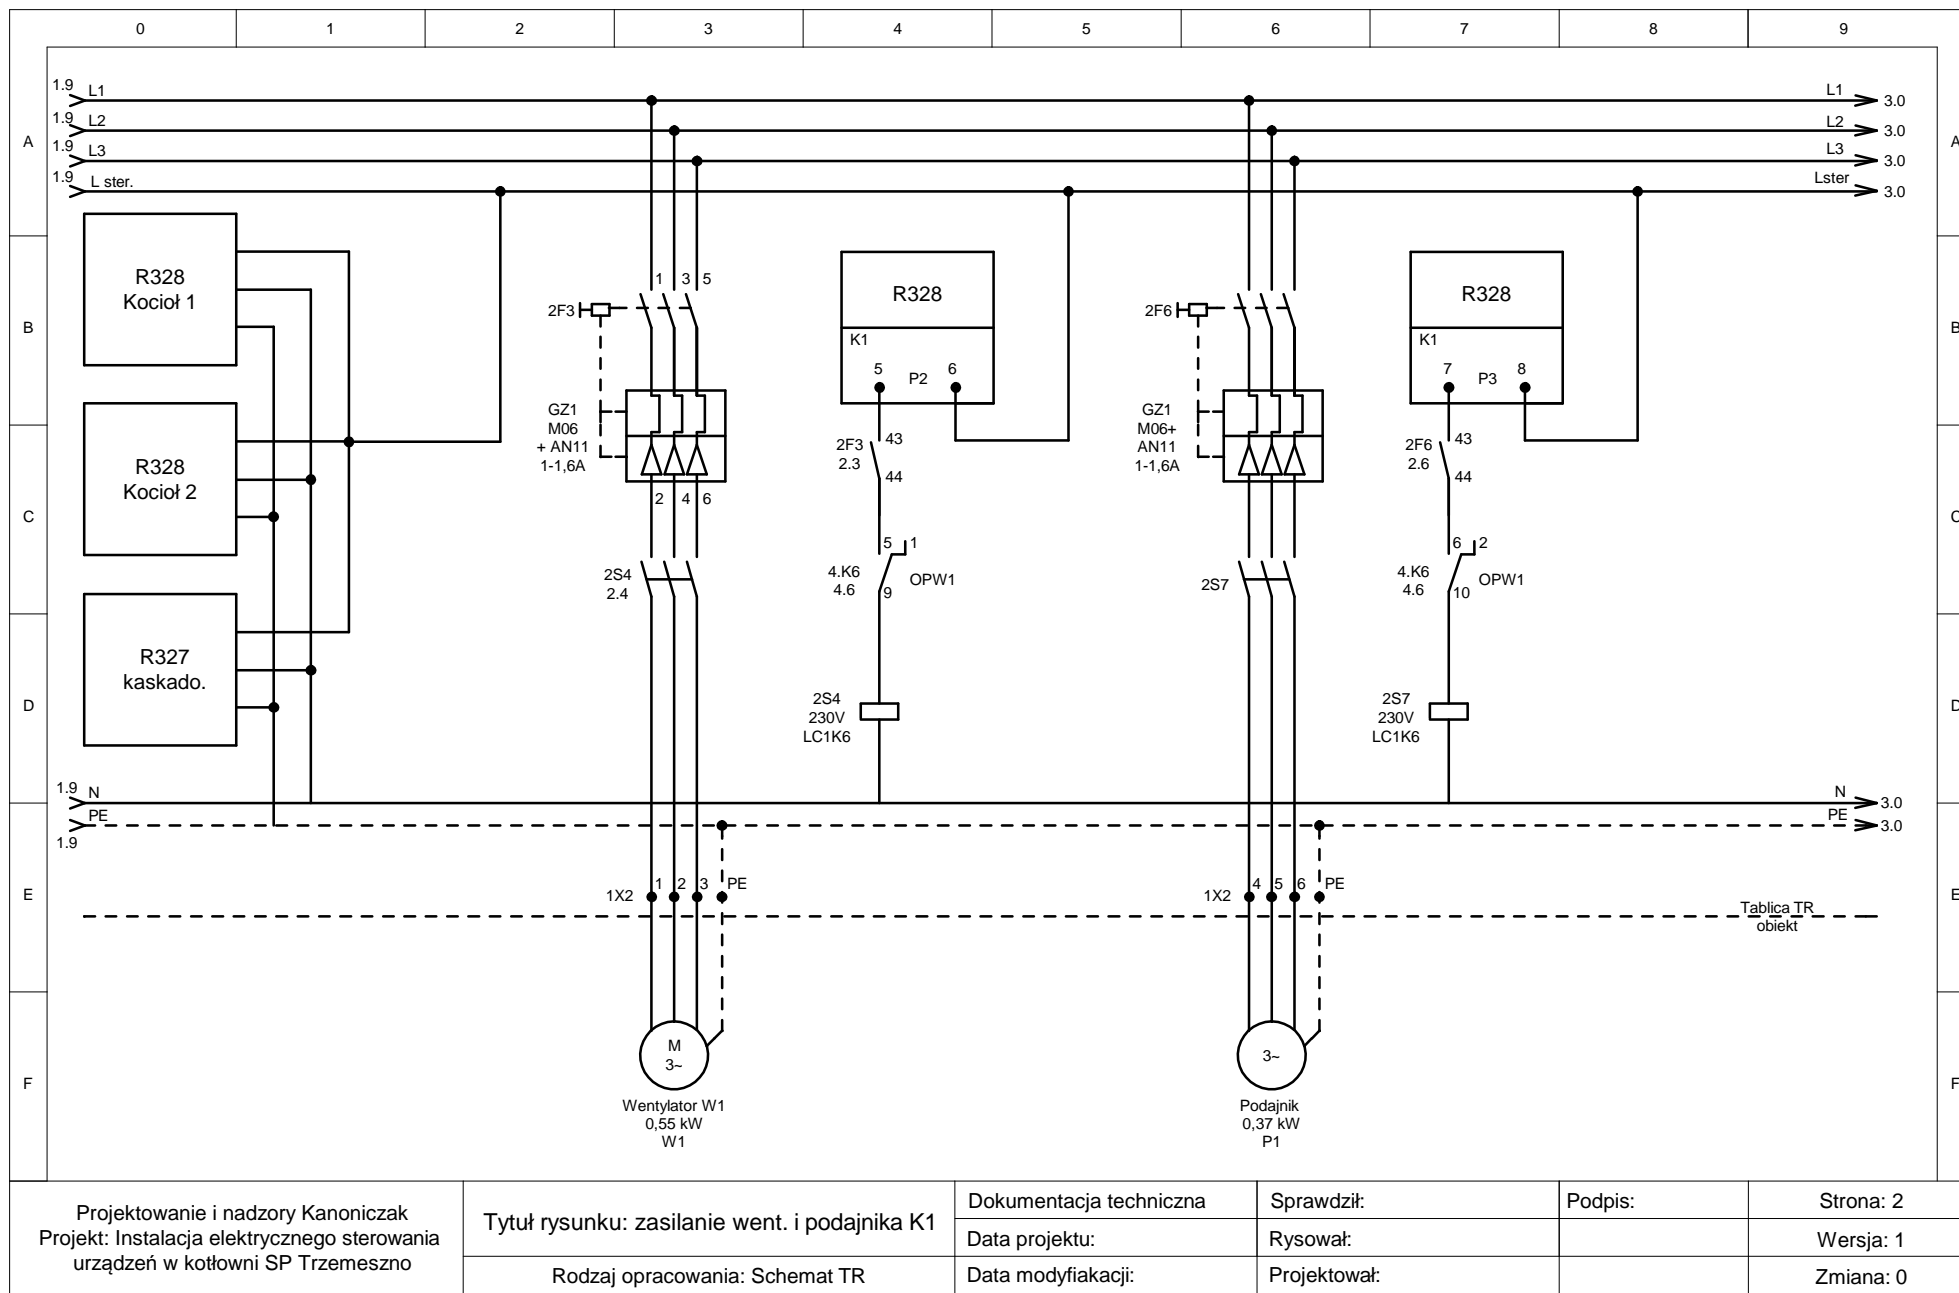 0 1 2 3 4 5 6 7 8 9
1.9 L1 L1 3.0
1.9 L2 L2 3.0
A A
1.9 L3 L3 3.0
1.9 L ster. Lster 3.0
R328
Kocioł 1
1 3 5
R328
R328
2F3
2F6
B B
K1
K1
5 P2 6
7 P3 8
GZ1
M06
+ AN11
1-1,6A
GZ1
M06+
AN11
1-1,6A
2F3
2.3
43
44
2F6
2.6
43
44
R328
Kocioł 2
2 4 6
C C
5 1
6 2
2S4
2.4
4.K6
4.6
9
OPW1
2S7
4.K6
4.6
10
OPW1
R327
kaskado.
D D
2S4
230V
LC1K6
2S7
230V
LC1K6
1.9 N N 3.0
PE PE 3.0
1.9
E E
1X2 1 2 3 PE
1X2 4 5 6 PE
Tablica TR
obiekt
M
3~
3~
F F
Wentylator W1
0,55 kW
W1
Podajnik
0,37 kW
P1
Projektowanie i nadzory Kanoniczak
Projekt: Instalacja elektrycznego sterowania
urządzeń w kotłowni SP Trzemeszno
Tytuł rysunku: zasilanie went. i podajnika K1
Rodzaj opracowania: Schemat TR
Dokumentacja techniczna
Sprawdził:
Podpis:
Strona: 2
Data projektu:
Rysował:
Wersja: 1
Data modyfiakacji:
Projektował:
Zmiana: 0